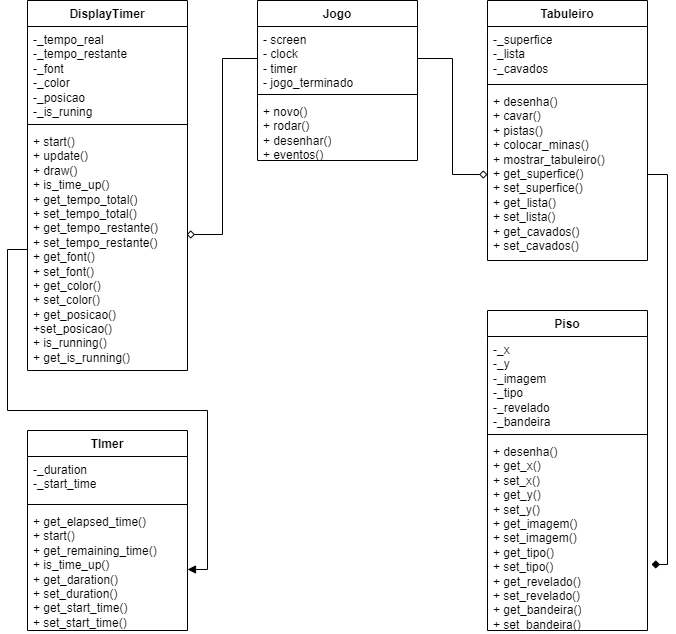 DisplayTimer
-_tempo_real
-_tempo_restante
-_font
-_color
-_posicao
-_is_runing
+ start()
+ update()
+ draw()
+ is_time_up()
+ get_tempo_total()
+ set_tempo_total()
+ get_tempo_restante()
+ set_tempo_restante()
+ get_font()
+ set_font()
+ get_color()
+ set_color()
+ get_posicao()
+set_posicao()
+ is_running()
+ get_is_running()
Jogo
- screen
- clock
- timer
- jogo_terminado
+ novo()
+ rodar()
+ desenhar()
+ eventos()
Tabuleiro
-_superfice
-_lista
-_cavados
+ desenha()
+ cavar()
+ pistas()
+ colocar_minas()
+ mostrar_tabuleiro()
+ get_superfice()
+ set_superfice()
+ get_lista()
+ set_lista()
+ get_cavados()
+ set_cavados()
TImer
-_duration
-_start_time
+ get_elapsed_time()
+ start()
+ get_remaining_time()
+ is_time_up()
+ get_daration()
+ set_duration()
+ get_start_time()
+ set_start_time()
Piso
-_x
-_y
-_imagem
-_tipo
-_revelado
-_bandeira
+ desenha()
+ get_x()
+ set_x()
+ get_y()
+ set_y()
+ get_imagem()
+ set_imagem()
+ get_tipo()
+ set_tipo()
+ get_revelado()
+ set_revelado()
+ get_bandeira()
+ set_bandeira()